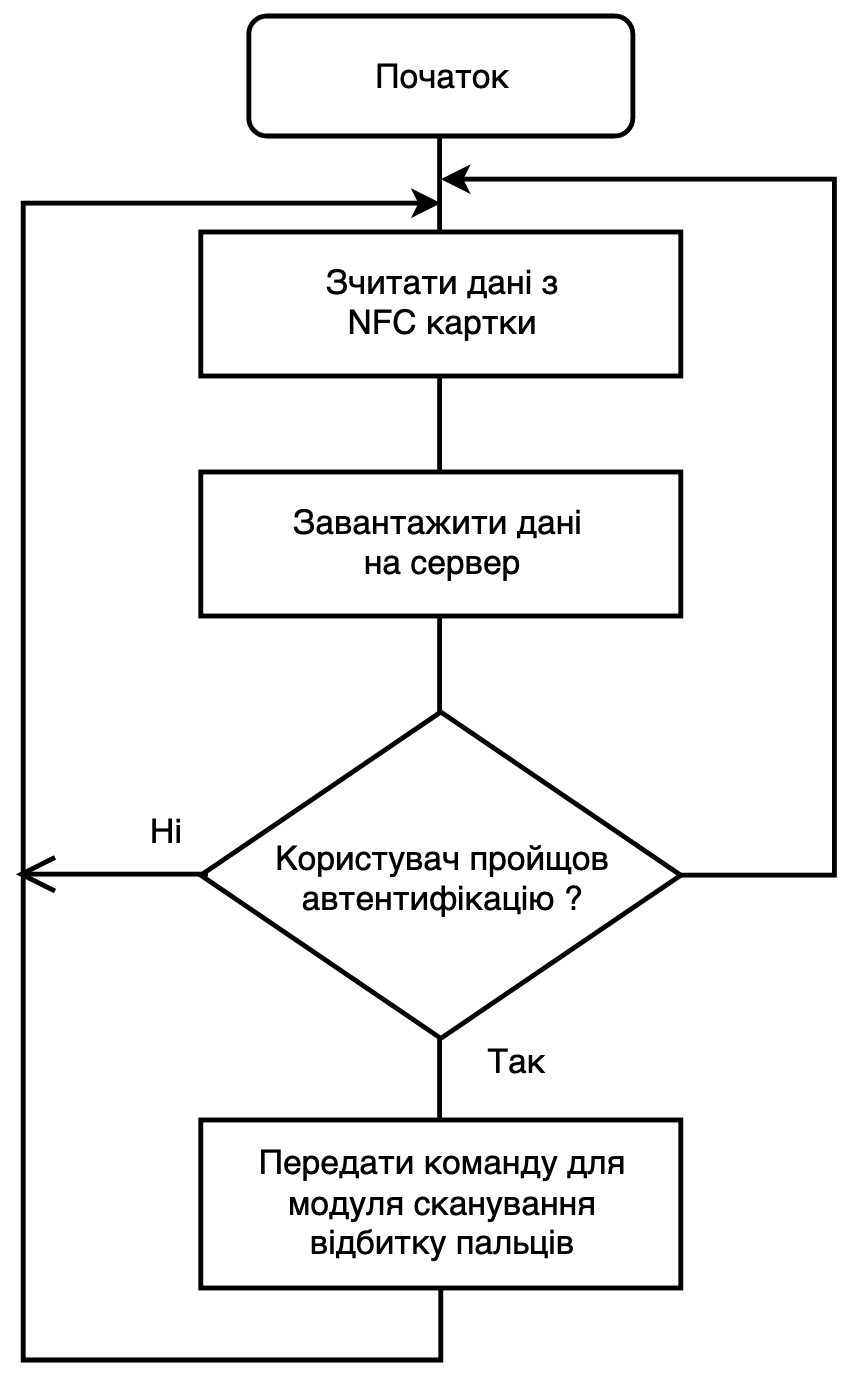 Початок
Зчитати дані з
NFC картки
Завантажити дані
на сервер
Ні
Користувач пройщов
автентифікацію ?
Так
Передати команду для
модуля сканування
відбитку пальців